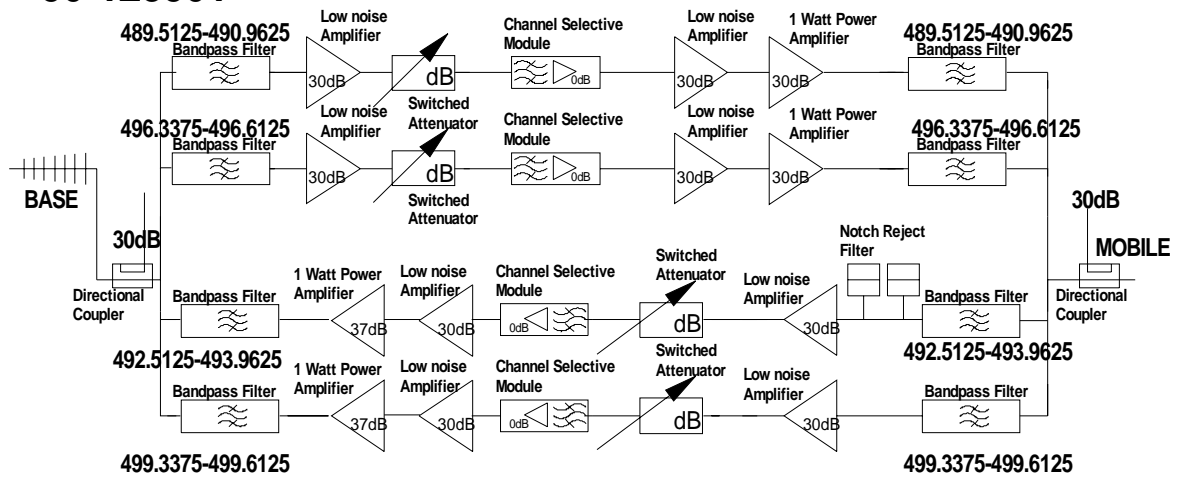 489.5125-490.9625
Bandpass Filter
Low noise
Amplifier
30dB
dB
Switched
Attenuator
Channel Selective
Module
0dB
Low noise
Amplifier
30dB
1 Watt Power
Amplifier
30dB
489.5125-490.9625
Bandpass Filter
496.3375-496.6125
Bandpass Filter
Low noise
Amplifier
30dB
dB
Switched
Attenuator
Channel Selective
Module
0dB
Low noise
Amplifier
30dB
1 Watt Power
Amplifier
30dB
496.3375-496.6125
Bandpass Filter
BASE
30dB
Directional
Coupler
30dB
MOBILE
Directional
Coupler
Bandpass Filter
492.5125-493.9625
1 Watt Power
Amplifier
37dB
Low noise
Amplifier
30dB
Channel Selective
Module
0dB
Switched
Attenuator
dB
Low noise
Amplifier
30dB
Notch Reject
Filter
Bandpass Filter
492.5125-493.9625
Bandpass Filter
499.3375-499.6125
1 Watt Power
Amplifier
37dB
Low noise
Amplifier
30dB
Channel Selective
Module
0dB
Switched
Attenuator
dB
Low noise
Amplifier
30dB
Bandpass Filter
499.3375-499.6125